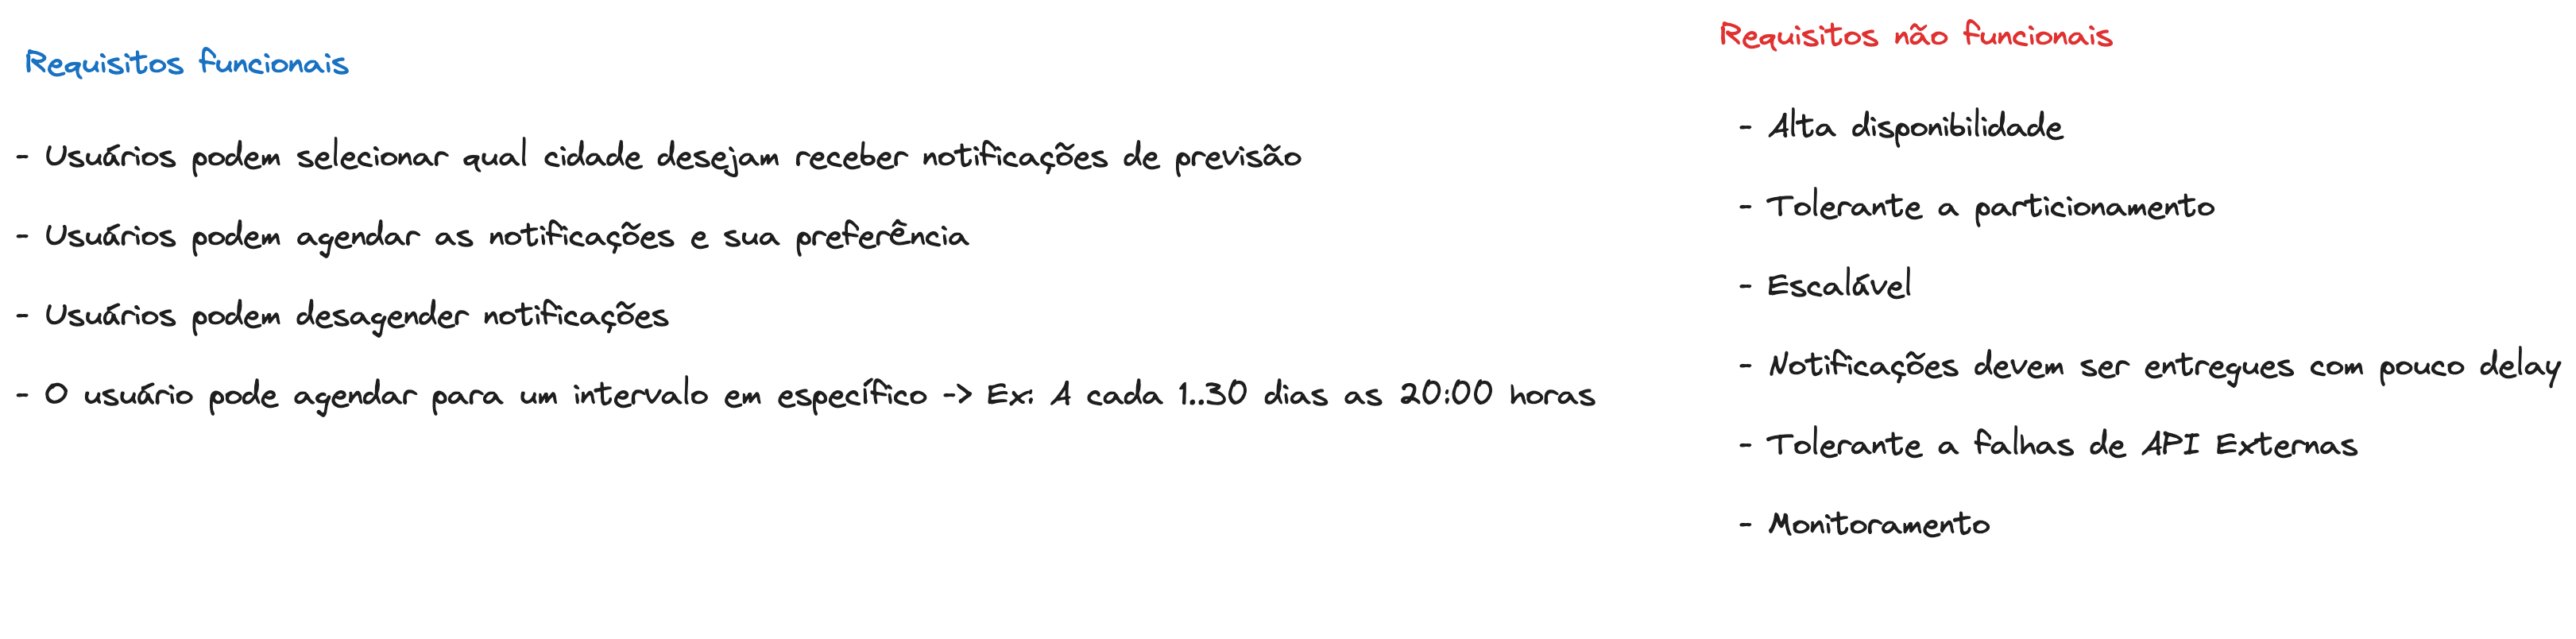 Requisitos funcionais
- Usuários podem selecionar qual cidade desejam receber notificações de previsão
- Usuários podem agendar as notificações e sua preferência
- Usuários podem desagender notificações
- O usuário pode agendar para um intervalo em específico -> Ex: A cada 1..30 dias as 20:00 horas
Requisitos não funcionais
- Alta disponibilidade
- Tolerante a particionamento
- Escalável
- Notificações devem ser entregues com pouco delay
- Tolerante a falhas de API Externas
- Monitoramento